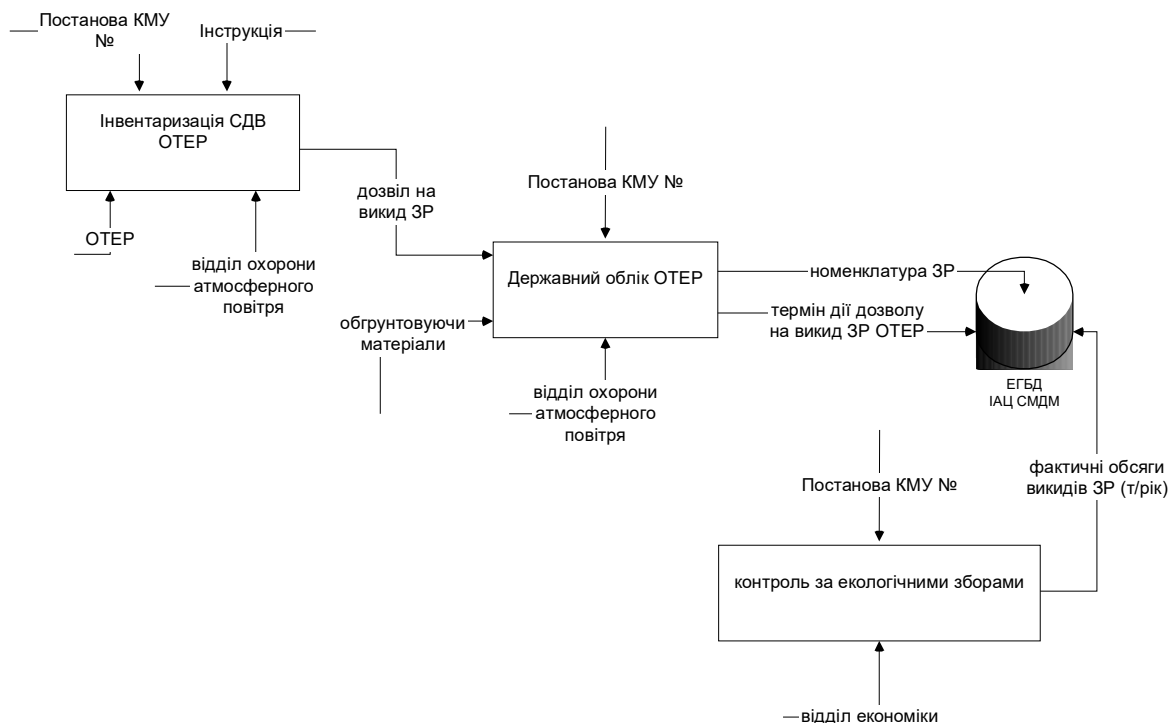 Постанова КМУ
№
Інструкція
Інвентаризація СДВ
ОТЕР
ОТЕР
відділ охорони
атмосферного
повітря
дозвіл на
викид ЗР
Постанова КМУ №
Державний облік ОТЕР
обгрунтовуючи
матеріали
відділ охорони
атмосферного
повітря
номенклатура ЗР
термін дії дозволу
на викид ЗР ОТЕР
ЕГБД
ІАЦ СМДМ
фактичні обсяги
викидів ЗР (т/рік)
Постанова КМУ №
контроль за екологічними зборами
відділ економіки